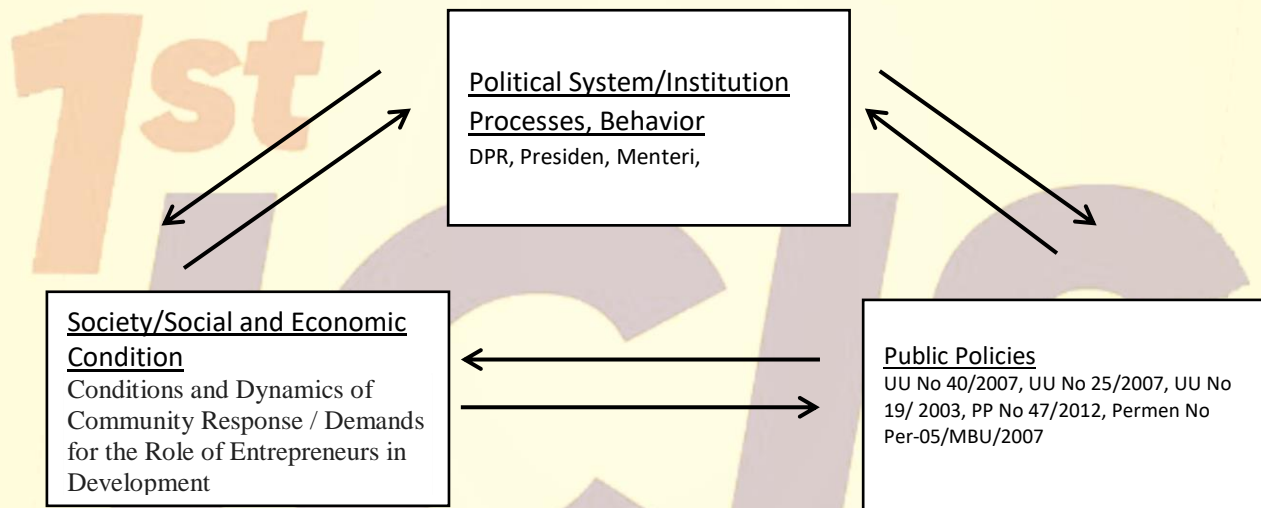 1st
Political System/Institution
Processes, Behavior
DPR, Presiden, Menteri,
Society/Social and Economic
Condition
Conditions and Dynamics of
Community Response / Demands
for the Role of Entrepreneurs in
Development
Public Policies
UU No 40/2007, UU No 25/2007, UU No
19/ 2003, PP No 47/2012, Permen No
Per-05/MBU/2007